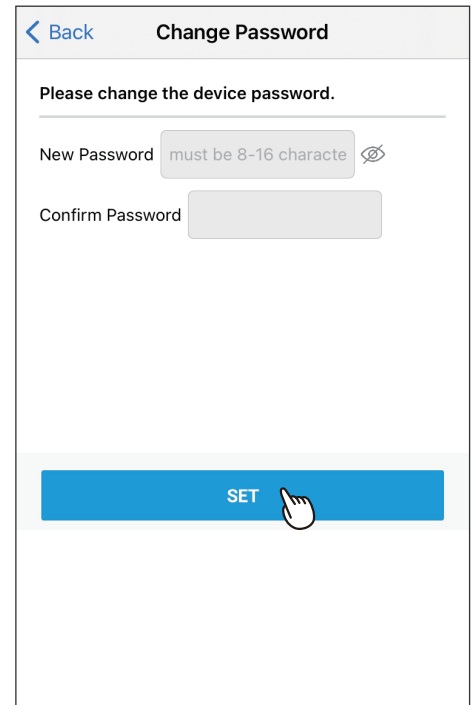 Back Change Password
Please change the device password.
New Password must be 8-16 characte
Confirm Password
SET